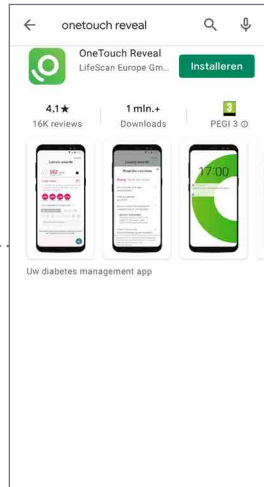 onetouch reveal
OneTouch Reveal
LifeScan Europe Gm...
Installeren
4,1★
16K reviews
1 mln.+
Downloads
3
PEGI 3
17:00
Uw diabetes management app